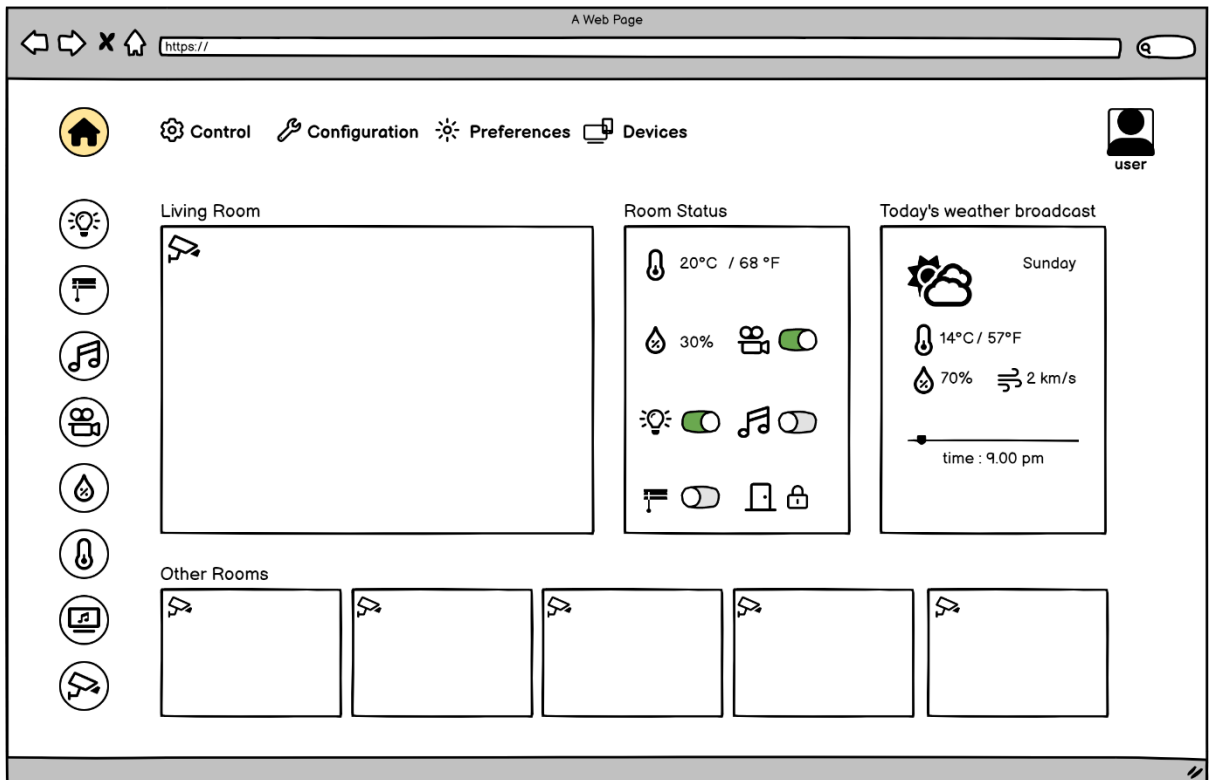 A Web Page
https://
Control Configuration Preferences Devices
user
Living Room
Room Status
Today's weather broadcast
20°C / 68 °F
30%
Sunday
14°C / 57°F
70% 2 km/s
time : 9.00 pm
Other Rooms